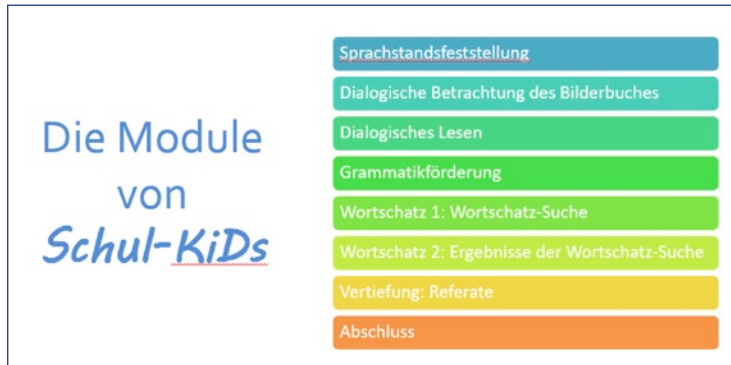 Die Module
von
Schul-KiDs
Sprachstandsfeststellung
Dialogische Betrachtung des Bilderbuches
Dialogisches Lesen
Grammatikförderung
Wortschatz 1: Wortschatz-Suche
Wortschatz 2: Ergebnisse der Wortschatz-Suche
Vertiefung: Referate
Abschluss